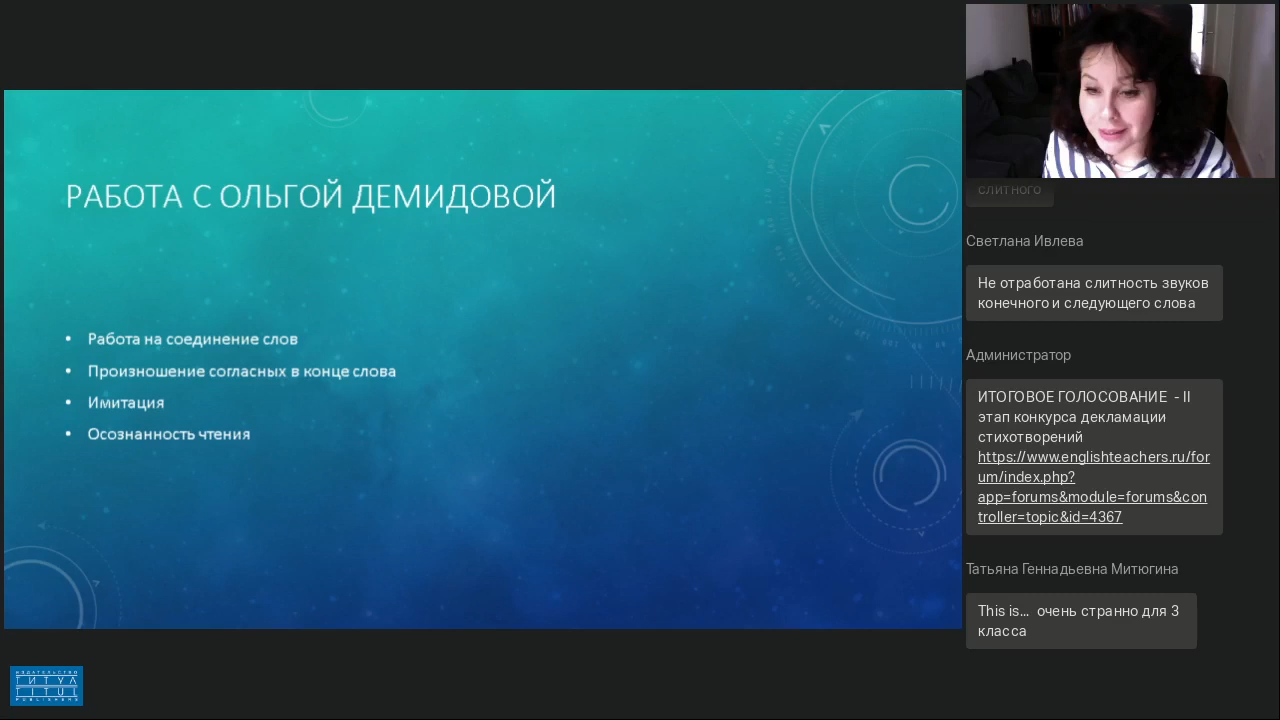 РАБОТА С ОЛЬГОЙ ДЕМИДОВОЙ
• Работа на соединение слов
• Произношение согласных в конце слова
• Имитация
• Осознанность чтения
слитного
Светлана Ивлева
Не отработана слитность звуков
конечного и следующего слова
Администратор
ИТОГОВОЕ ГОЛОСОВАНИЕ - II
этап конкурса декламации
стихотворений
https://www.englishteachers.ru/for
um/index.php?
app=forums&module=forums&con
troller=topic&id=4367
Татьяна Геннадьевна Митюгина
This is... очень странно для 3
класса
ИЗДАТЕЛЬСТВО
ТИТУЛ
TITUL
PUBLISHERS